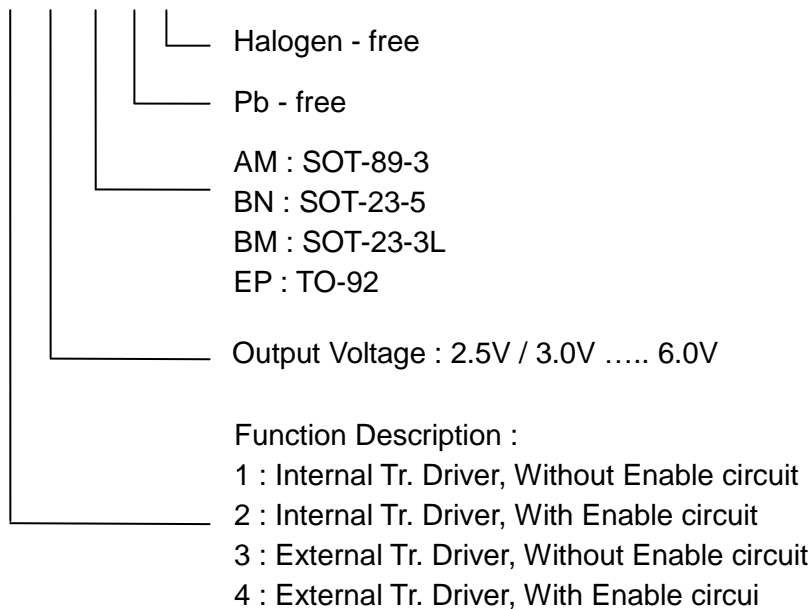 Halogen - free
Pb - free
AM : SOT-89-3
BN : SOT-23-5
BM : SOT-23-3L
EP : TO-92
Output Voltage : 2.5V / 3.0V ….. 6.0V
Function Description :
1 : Internal Tr. Driver, Without Enable circuit
2 : Internal Tr. Driver, With Enable circuit
3 : External Tr. Driver, Without Enable circuit
4 : External Tr. Driver, With Enable circui